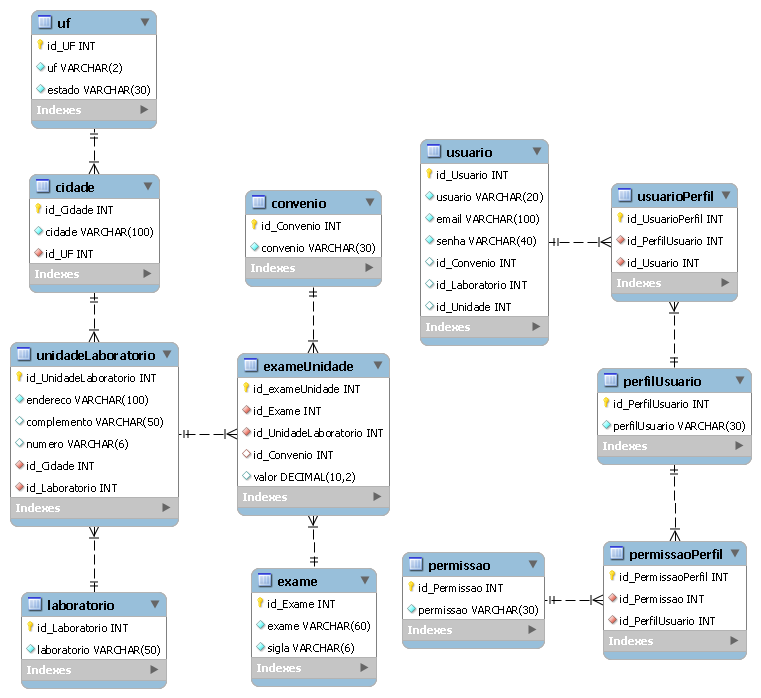 uf
id_UF INT
uf VARCHAR(2)
estado VARCHAR(30)
Indexes
cidade
id_Cidade INT
cidade VARCHAR(100)
id_UF INT
Indexes
unidadeLaboratorio
id_UnidadeLaboratorio INT
endereco VARCHAR(100)
complemento VARCHAR(50)
numero VARCHAR(6)
id_Cidade INT
id_Laboratorio INT
Indexes
laboratorio
id_Laboratorio INT
laboratorio VARCHAR(50)
Indexes
convenio
id_Convenio INT
convenio VARCHAR(30)
Indexes
exameUnidade
id_exameUnidade INT
id_Exame INT
id_UnidadeLaboratorio INT
id_Convenio INT
valor DECIMAL(10,2)
Indexes
exame
id_Exame INT
exame VARCHAR(60)
sigla VARCHAR(6)
Indexes
usuario
id_Usuario INT
usuario VARCHAR(20)
email VARCHAR(100)
senha VARCHAR(40)
id_Convenio INT
id_Laboratorio INT
id_Unidade INT
Indexes
usuarioPerfil
id_UsuarioPerfil INT
id_PerfilUsuario INT
id_Usuario INT
Indexes
perfilUsuario
id_PerfilUsuario INT
perfilUsuario VARCHAR(30)
Indexes
permissao
id_Permissao INT
permissao VARCHAR(30)
Indexes
permissaoPerfil
id_PermissaoPerfil INT
id_Permissao INT
id_PerfilUsuario INT
Indexes